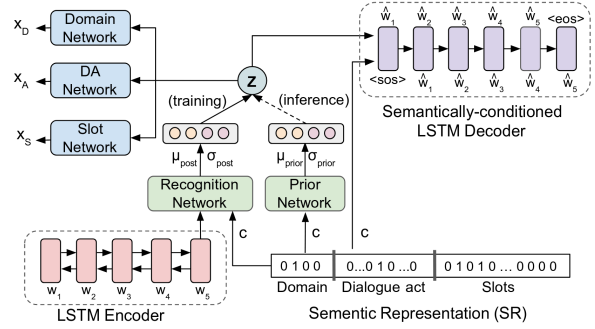 x_D
Domain
Network
x_A
DA
Network
x_S
Slot
Network
z
(training)
(inference)
μ_post σ_post
μ_prior σ_prior
Recognition
Network
Prior
Network
c
c
c
ŵ_1 ŵ_2 ŵ_3 ŵ_4 ŵ_5 <eos>
<sos> ŵ_1 ŵ_2 ŵ_3 ŵ_4 ŵ_5
Semantically-conditioned
LSTM Decoder
w_1 w_2 w_3 w_4 w_5
LSTM Encoder
0 1 0 0 0...0 1 0 ...0 0 1 0 1 0 ... 0 0 0 0
Domain Dialogue act Slots
Sementic Representation (SR)